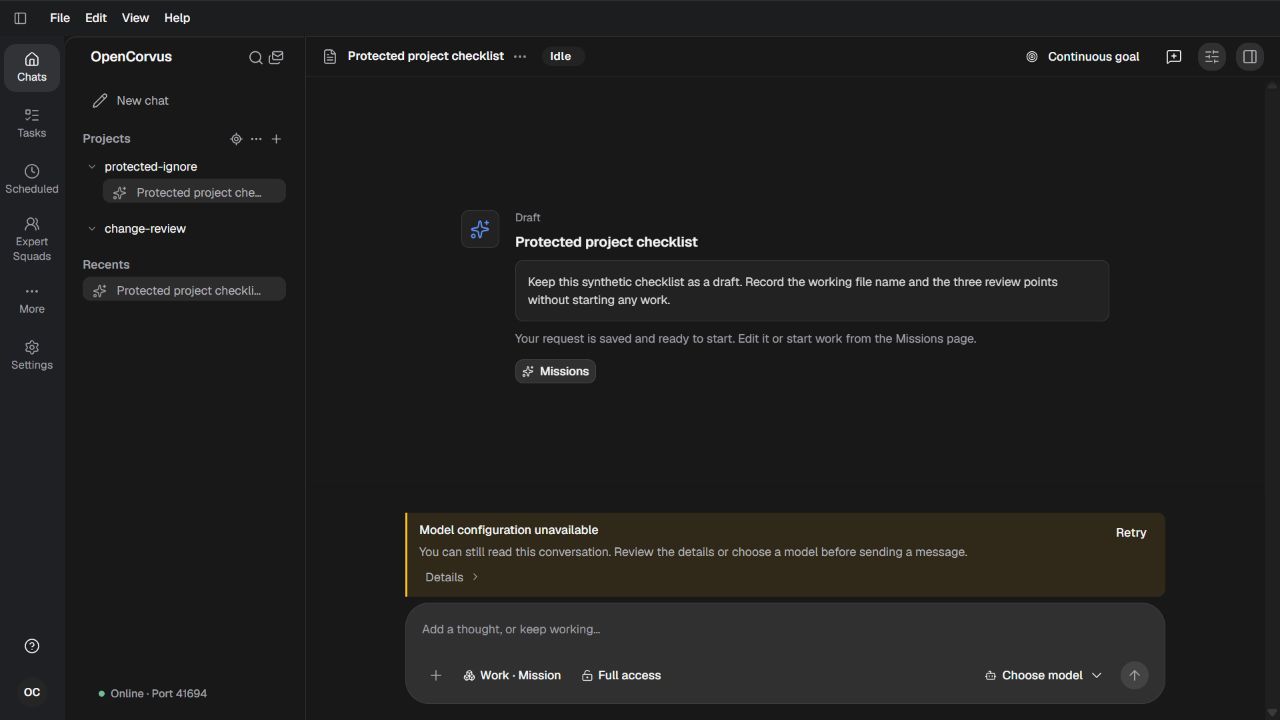 File Edit View Help
Chats
Tasks
Scheduled
Expert
Squads
More
Settings
OC
OpenCorvus
New chat
Projects
protected-ignore
Protected project che...
change-review
Recents
Protected project checkli...
Online · Port 41694
Protected project checklist
Idle
Continuous goal
Draft
Protected project checklist
Keep this synthetic checklist as a draft. Record the working file name and the three review points
without starting any work.
Your request is saved and ready to start. Edit it or start work from the Missions page.
Missions
Model configuration unavailable
Retry
You can still read this conversation. Review the details or choose a model before sending a message.
Details
Add a thought, or keep working...
Work · Mission
Full access
Choose model